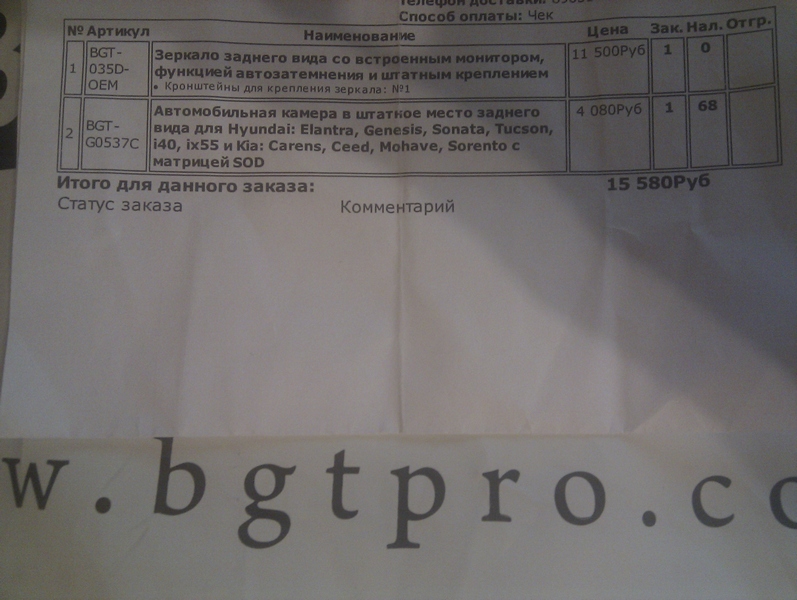 Телефон доставки:
Способ оплаты: Чек
№ Артикул Наименование Цена Зак. Нал. Отгр.
1 BGT-035D-OEM Зеркало заднего вида со встроенным монитором, 11 500Руб 1 0
функцией автозатемнения и штатным креплением
• Кронштейны для крепления зеркала: №1
2 BGT-G0537C Автомобильная камера в штатное место заднего 4 080Руб 1 68
вида для Hyundai: Elantra, Genesis, Sonata, Tucson,
i40, ix55 и Kia: Carens, Ceed, Mohave, Sorento с
матрицей SOD
Итого для данного заказа: 15 580Руб
Статус заказа Комментарий
w.bgtpro.co